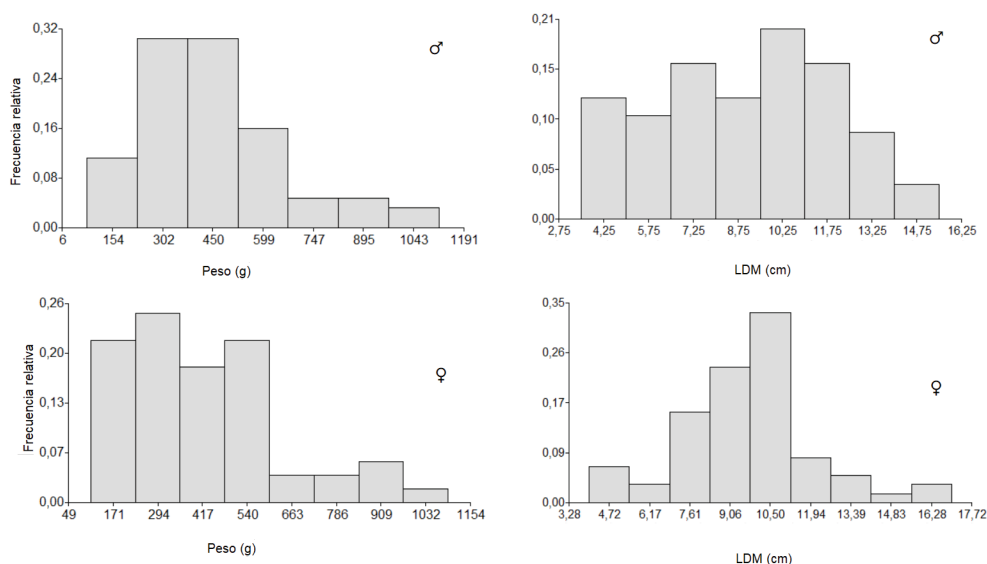 0,32
0,24
0,16
0,08
0,00
Frecuencia relativa
♂
6 154 302 450 599 747 895 1043 1191
Peso (g)
0,21
0,15
0,10
0,05
0,00
♂
2,75 4,25 5,75 7,25 8,75 10,25 11,75 13,25 14,75 16,25
LDM (cm)
0,26
0,20
0,13
0,07
0,00
Frecuencia relativa
♀
49 171 294 417 540 663 786 909 1032 1154
Peso (g)
0,35
0,26
0,17
0,09
0,00
♀
3,28 4,72 6,17 7,61 9,06 10,50 11,94 13,39 14,83 16,28 17,72
LDM (cm)